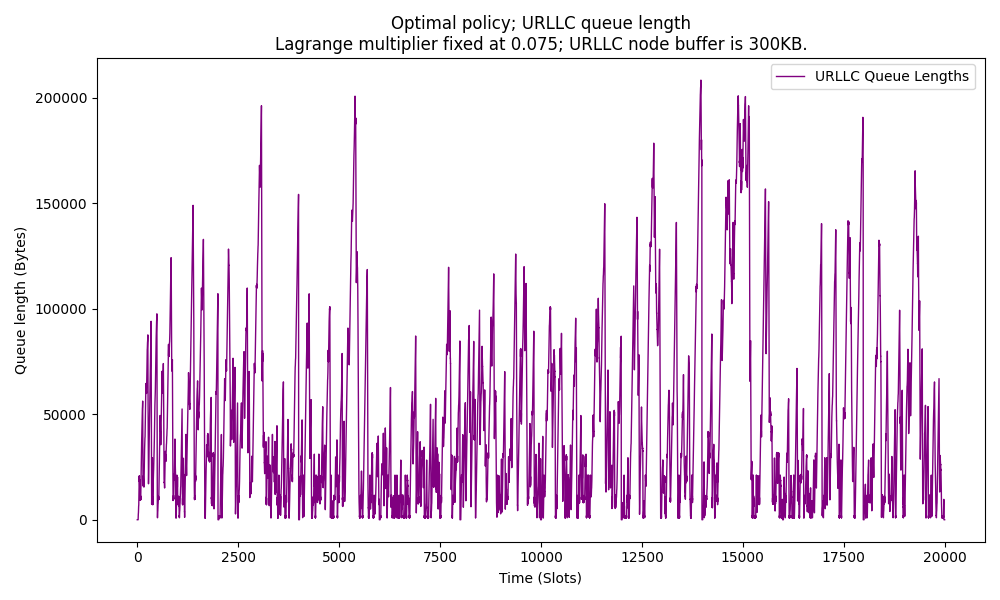 Optimal policy; URLLC queue length
Lagrange multiplier fixed at 0.075; URLLC node buffer is 300KB.
URLLC Queue Lengths
200000
150000
100000
50000
0
Queue length (Bytes)
0
2500
5000
7500
10000
12500
15000
17500
20000
Time (Slots)